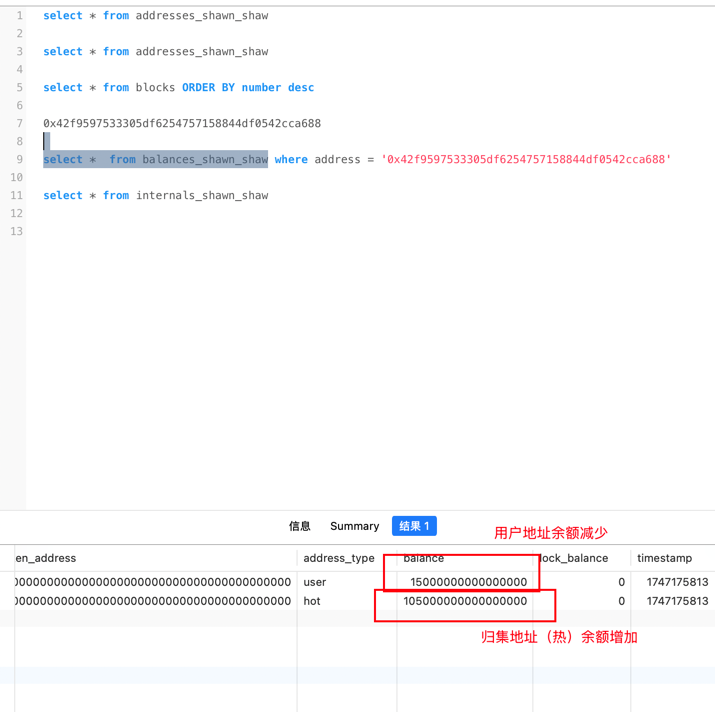 1 select * from addresses_shawn_shaw
2
3 select * from addresses_shawn_shaw
4
5 select * from blocks ORDER BY number desc
6
7 0x42f9597533305df6254757158844df0542cca688
8
9 select *  from balances_shawn_shaw where address = '0x42f9597533305df6254757158844df0542cca688'
10
11 select * from internals_shawn_shaw
12
13
信息 Summary 结果 1
用户地址余额减少
en_address address_type balance lock_balance timestamp
user 15000000000000000 0 1747175813
hot 105000000000000000 0 1747175813
归集地址（热）余额增加